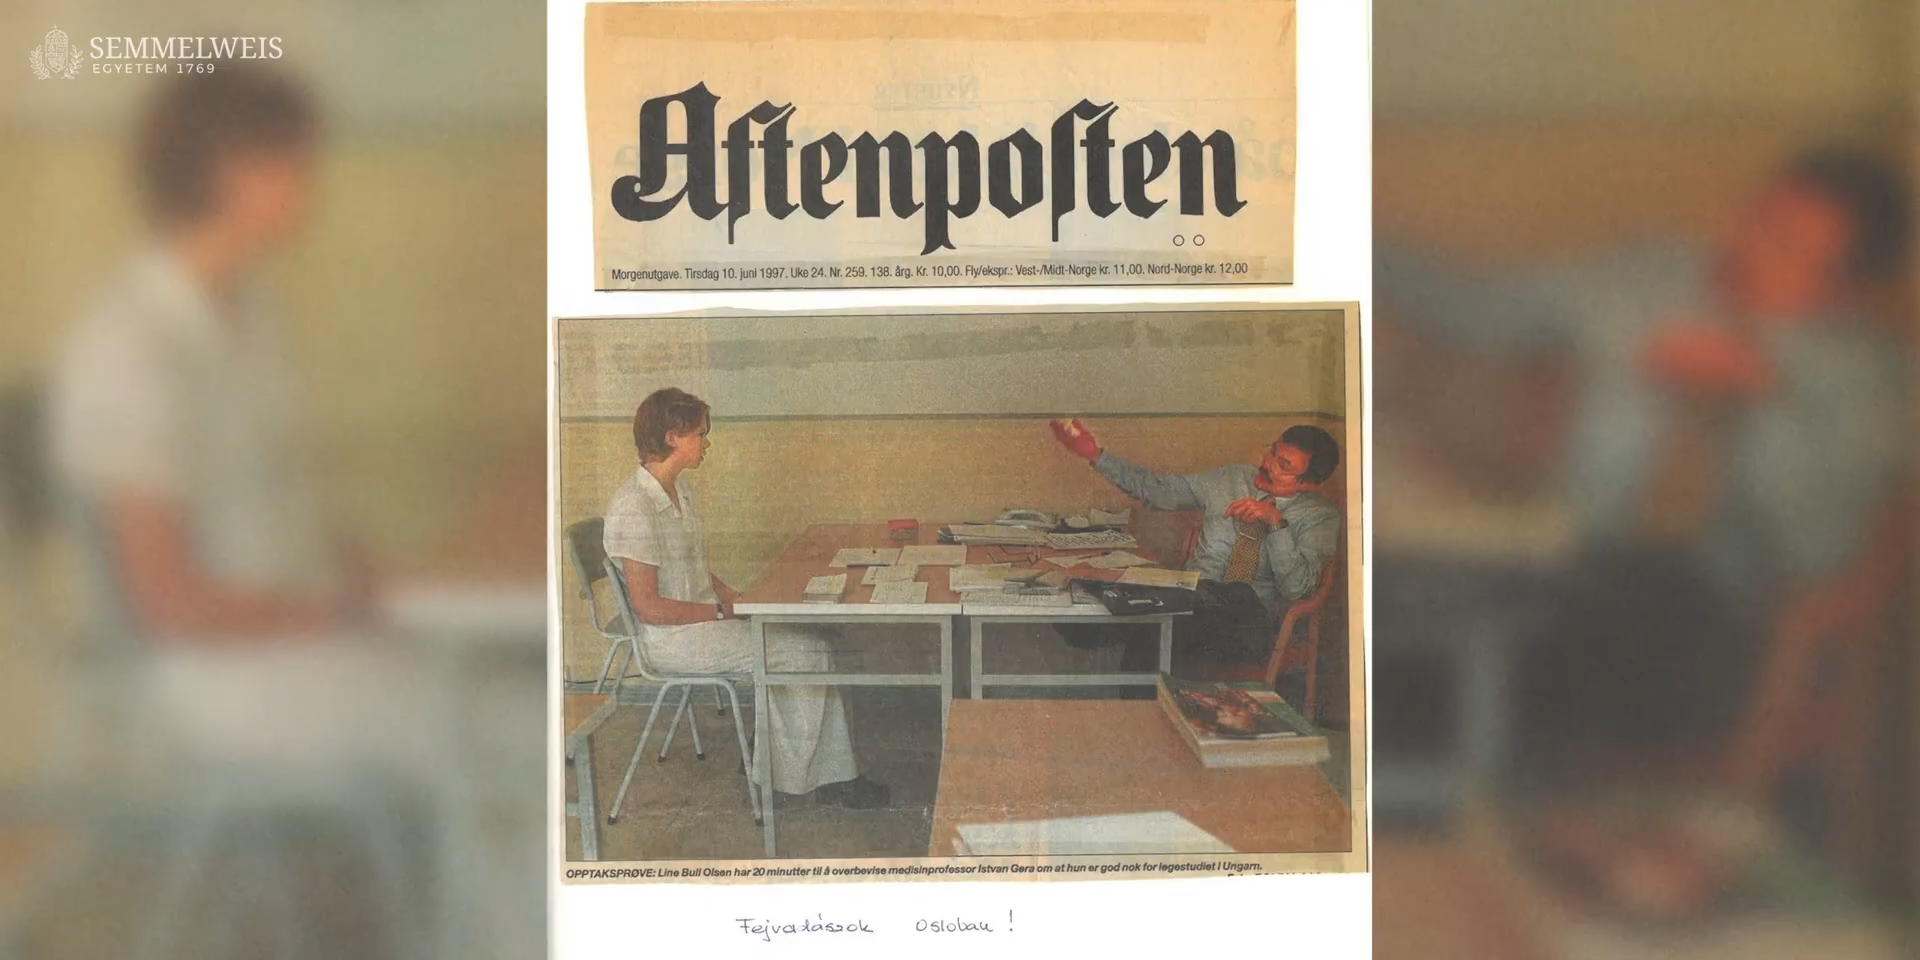 SEMMELWEIS
EGYETEM 1769
Aftenposten
Morgenutgave. Tirsdag 10. juni 1997. Uke 24. Nr. 259. 138. årg. Kr. 10,00. Fly/ekspr.: Vest-/Midt-Norge kr. 11,00. Nord-Norge kr. 12,00
OPPTAKSPRØVE: Line Bull Olsen har 20 minutter til å overbevise medisinprofessor Istvan Gera om at hun er god nok for legestudiet i Ungarn.
Fejvadászok Osloban!